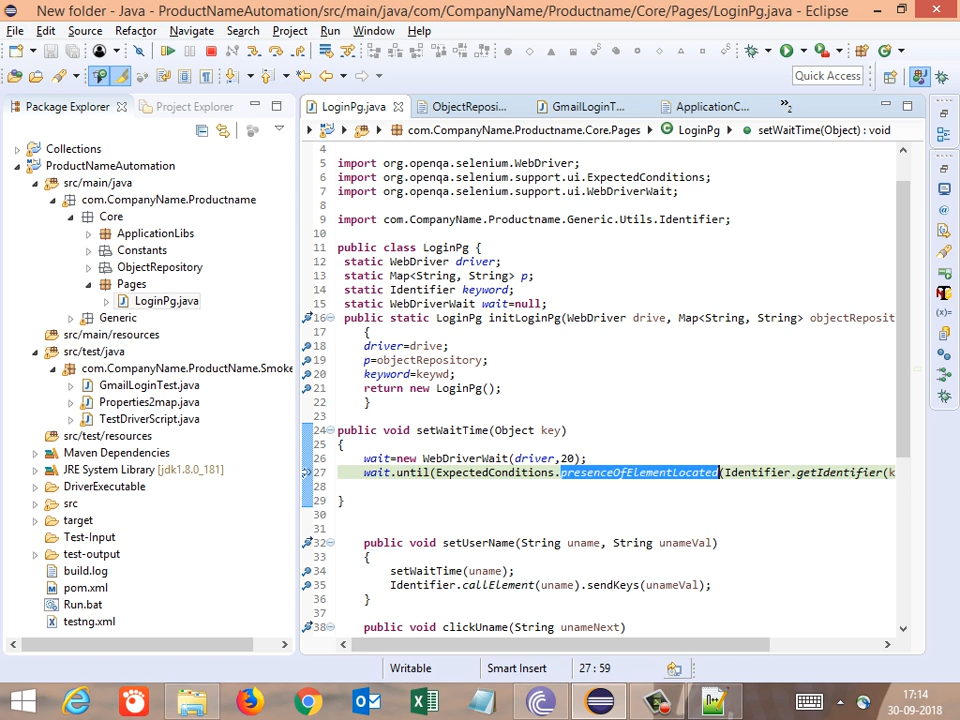 New folder - Java - ProductNameAutomation/src/main/java/com/CompanyName/Productname/Core/Pages/LoginPg.java - Eclipse
File Edit Source Refactor Navigate Search Project Run Window Help
Quick Access
Package Explorer
Project Explorer
LoginPg.java
ObjectReposi...
GmailLoginT...
ApplicationC...
2
com.CompanyName.Productname.Core.Pages LoginPg setWaitTime(Object) : void
Collections
ProductNameAutomation
src/main/java
com.CompanyName.Productname
Core
ApplicationLibs
Constants
ObjectRepository
Pages
LoginPg.java
Generic
src/main/resources
src/test/java
com.CompanyName.ProductName.Smoke
GmailLoginTest.java
Properties2map.java
TestDriverScript.java
src/test/resources
Maven Dependencies
JRE System Library [jdk1.8.0_181]
DriverExecutable
src
target
Test-Input
test-output
build.log
pom.xml
Run.bat
testng.xml
4
5 import org.openqa.selenium.WebDriver;
6 import org.openqa.selenium.support.ui.ExpectedConditions;
7 import org.openqa.selenium.support.ui.WebDriverWait;
8
9 import com.CompanyName.Productname.Generic.Utils.Identifier;
10
11 public class LoginPg {
12 static WebDriver driver;
13 static Map<String, String> p;
14 static Identifier keyword;
15 static WebDriverWait wait=null;
16 public static LoginPg initLoginPg(WebDriver drive, Map<String, String> objectReposit
17 {
18 driver=drive;
19 p=objectRepository;
20 keyword=keywd;
21 return new LoginPg();
22 }
23
24 public void setWaitTime(Object key)
25 {
26 wait=new WebDriverWait(driver,20);
27 wait.until(ExpectedConditions.presenceOfElementLocated(Identifier.getIdentifier(k
28
29 }
30
31
32 public void setUserName(String uname, String unameVal)
33 {
34 setWaitTime(uname);
35 Identifier.callElement(uname).sendKeys(unameVal);
36 }
37
38 public void clickUname(String unameNext)
Writable Smart Insert 27 : 59
17:14
30-09-2018